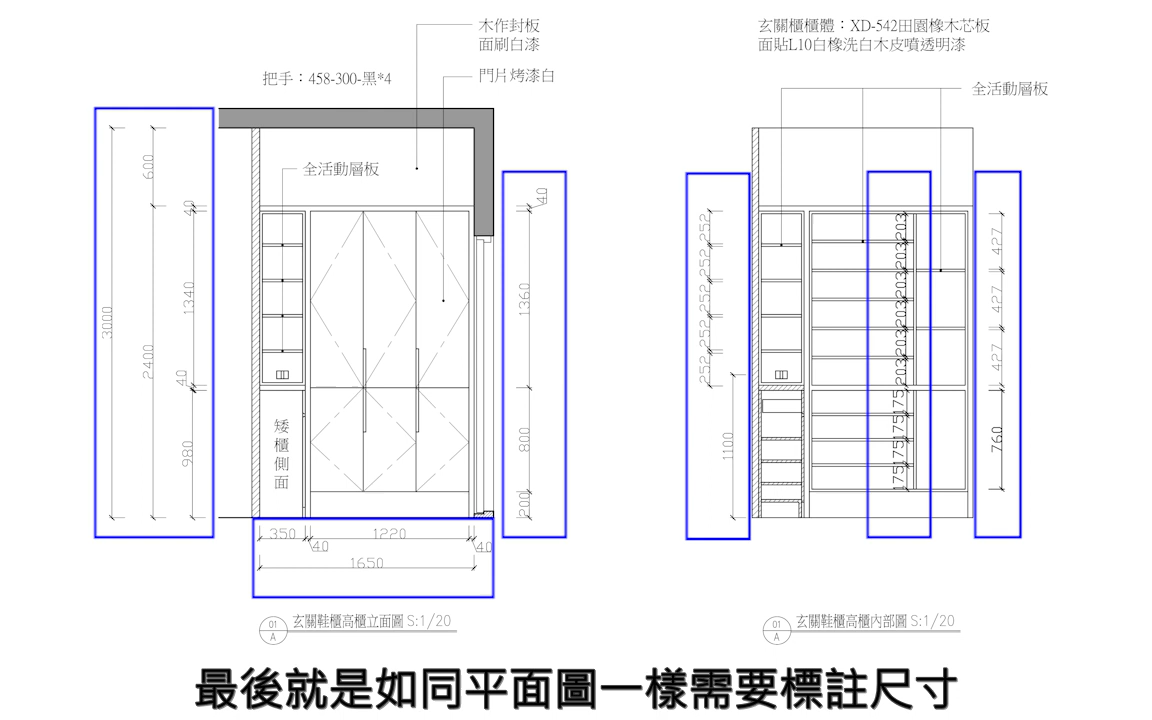 木作封板
面刷白漆
把手：458-300-黑*4
門片烤漆白
全活動層板
600
40
3000
2400
1340
40
980
40
1360
800
200
矮櫃側面
350
1220
40
40
1650
01
A
玄關鞋櫃高櫃立面圖 S:1/20
玄關櫃櫃體：XD-542田園橡木芯板
面貼L10白橡洗白木皮噴透明漆
全活動層板
252
252
252
252
252
1100
203
203
203
203
203
203
175
175
175
175
427
427
427
760
01
A
玄關鞋櫃高櫃內部圖 S:1/20
最後就是如同平面圖一樣需要標註尺寸